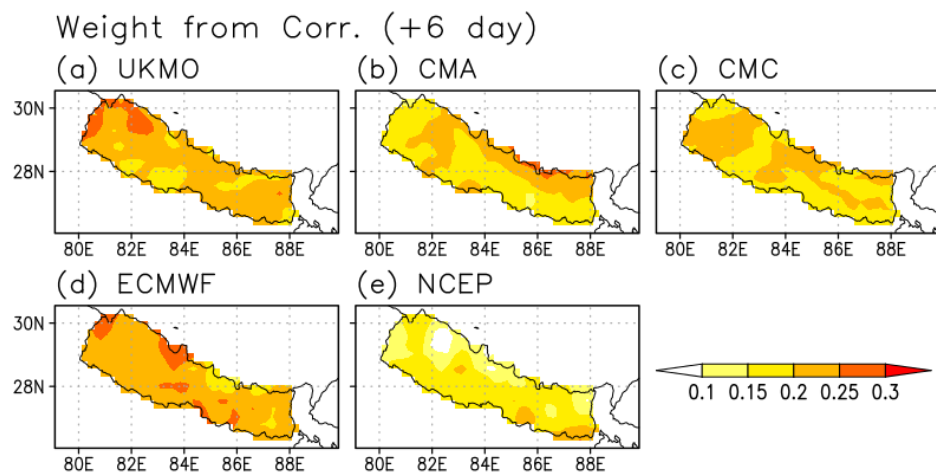 Weight from Corr. (+6 day)
(a) UKMO
(b) CMA
(c) CMC
30N
28N
80E 82E 84E 86E 88E
80E 82E 84E 86E 88E
80E 82E 84E 86E 88E
(d) ECMWF
(e) NCEP
30N
28N
80E 82E 84E 86E 88E
80E 82E 84E 86E 88E
0.1 0.15 0.2 0.25 0.3